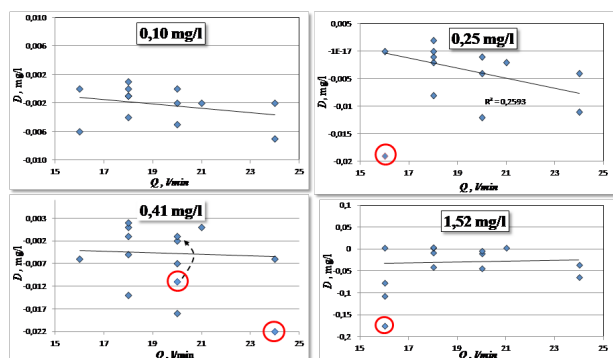 0,10 mg/l
0,010
0,006
0,002
-0,002
-0,006
-0,010
D , mg/l
15 17 19 21 23 25
Q , l/min
0,25 mg/l
0,005
-1E-17
-0,005
-0,01
-0,015
-0,02
D , mg/l
R² = 0,2593
15 17 19 21 23 25
Q , l/min
0,41 mg/l
0,003
-0,002
-0,007
-0,012
-0,017
-0,022
D , mg/l
15 17 19 21 23 25
Q , l/min
1,52 mg/l
0,1
0,05
0
-0,05
-0,1
-0,15
-0,2
D , mg/l
15 17 19 21 23 25
Q , l/min